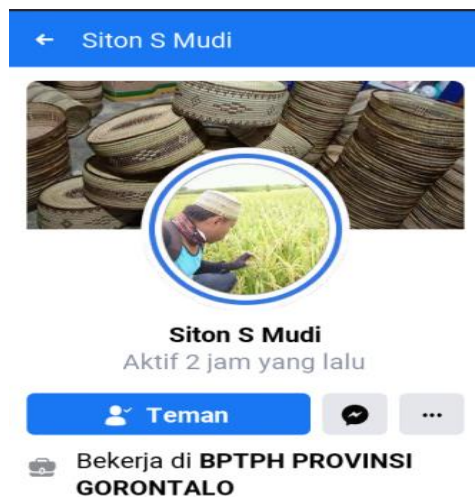 Siton S Mudi
Siton S Mudi
Aktif 2 jam yang lalu
Teman
Bekerja di BPTPH PROVINSI
GORONTALO